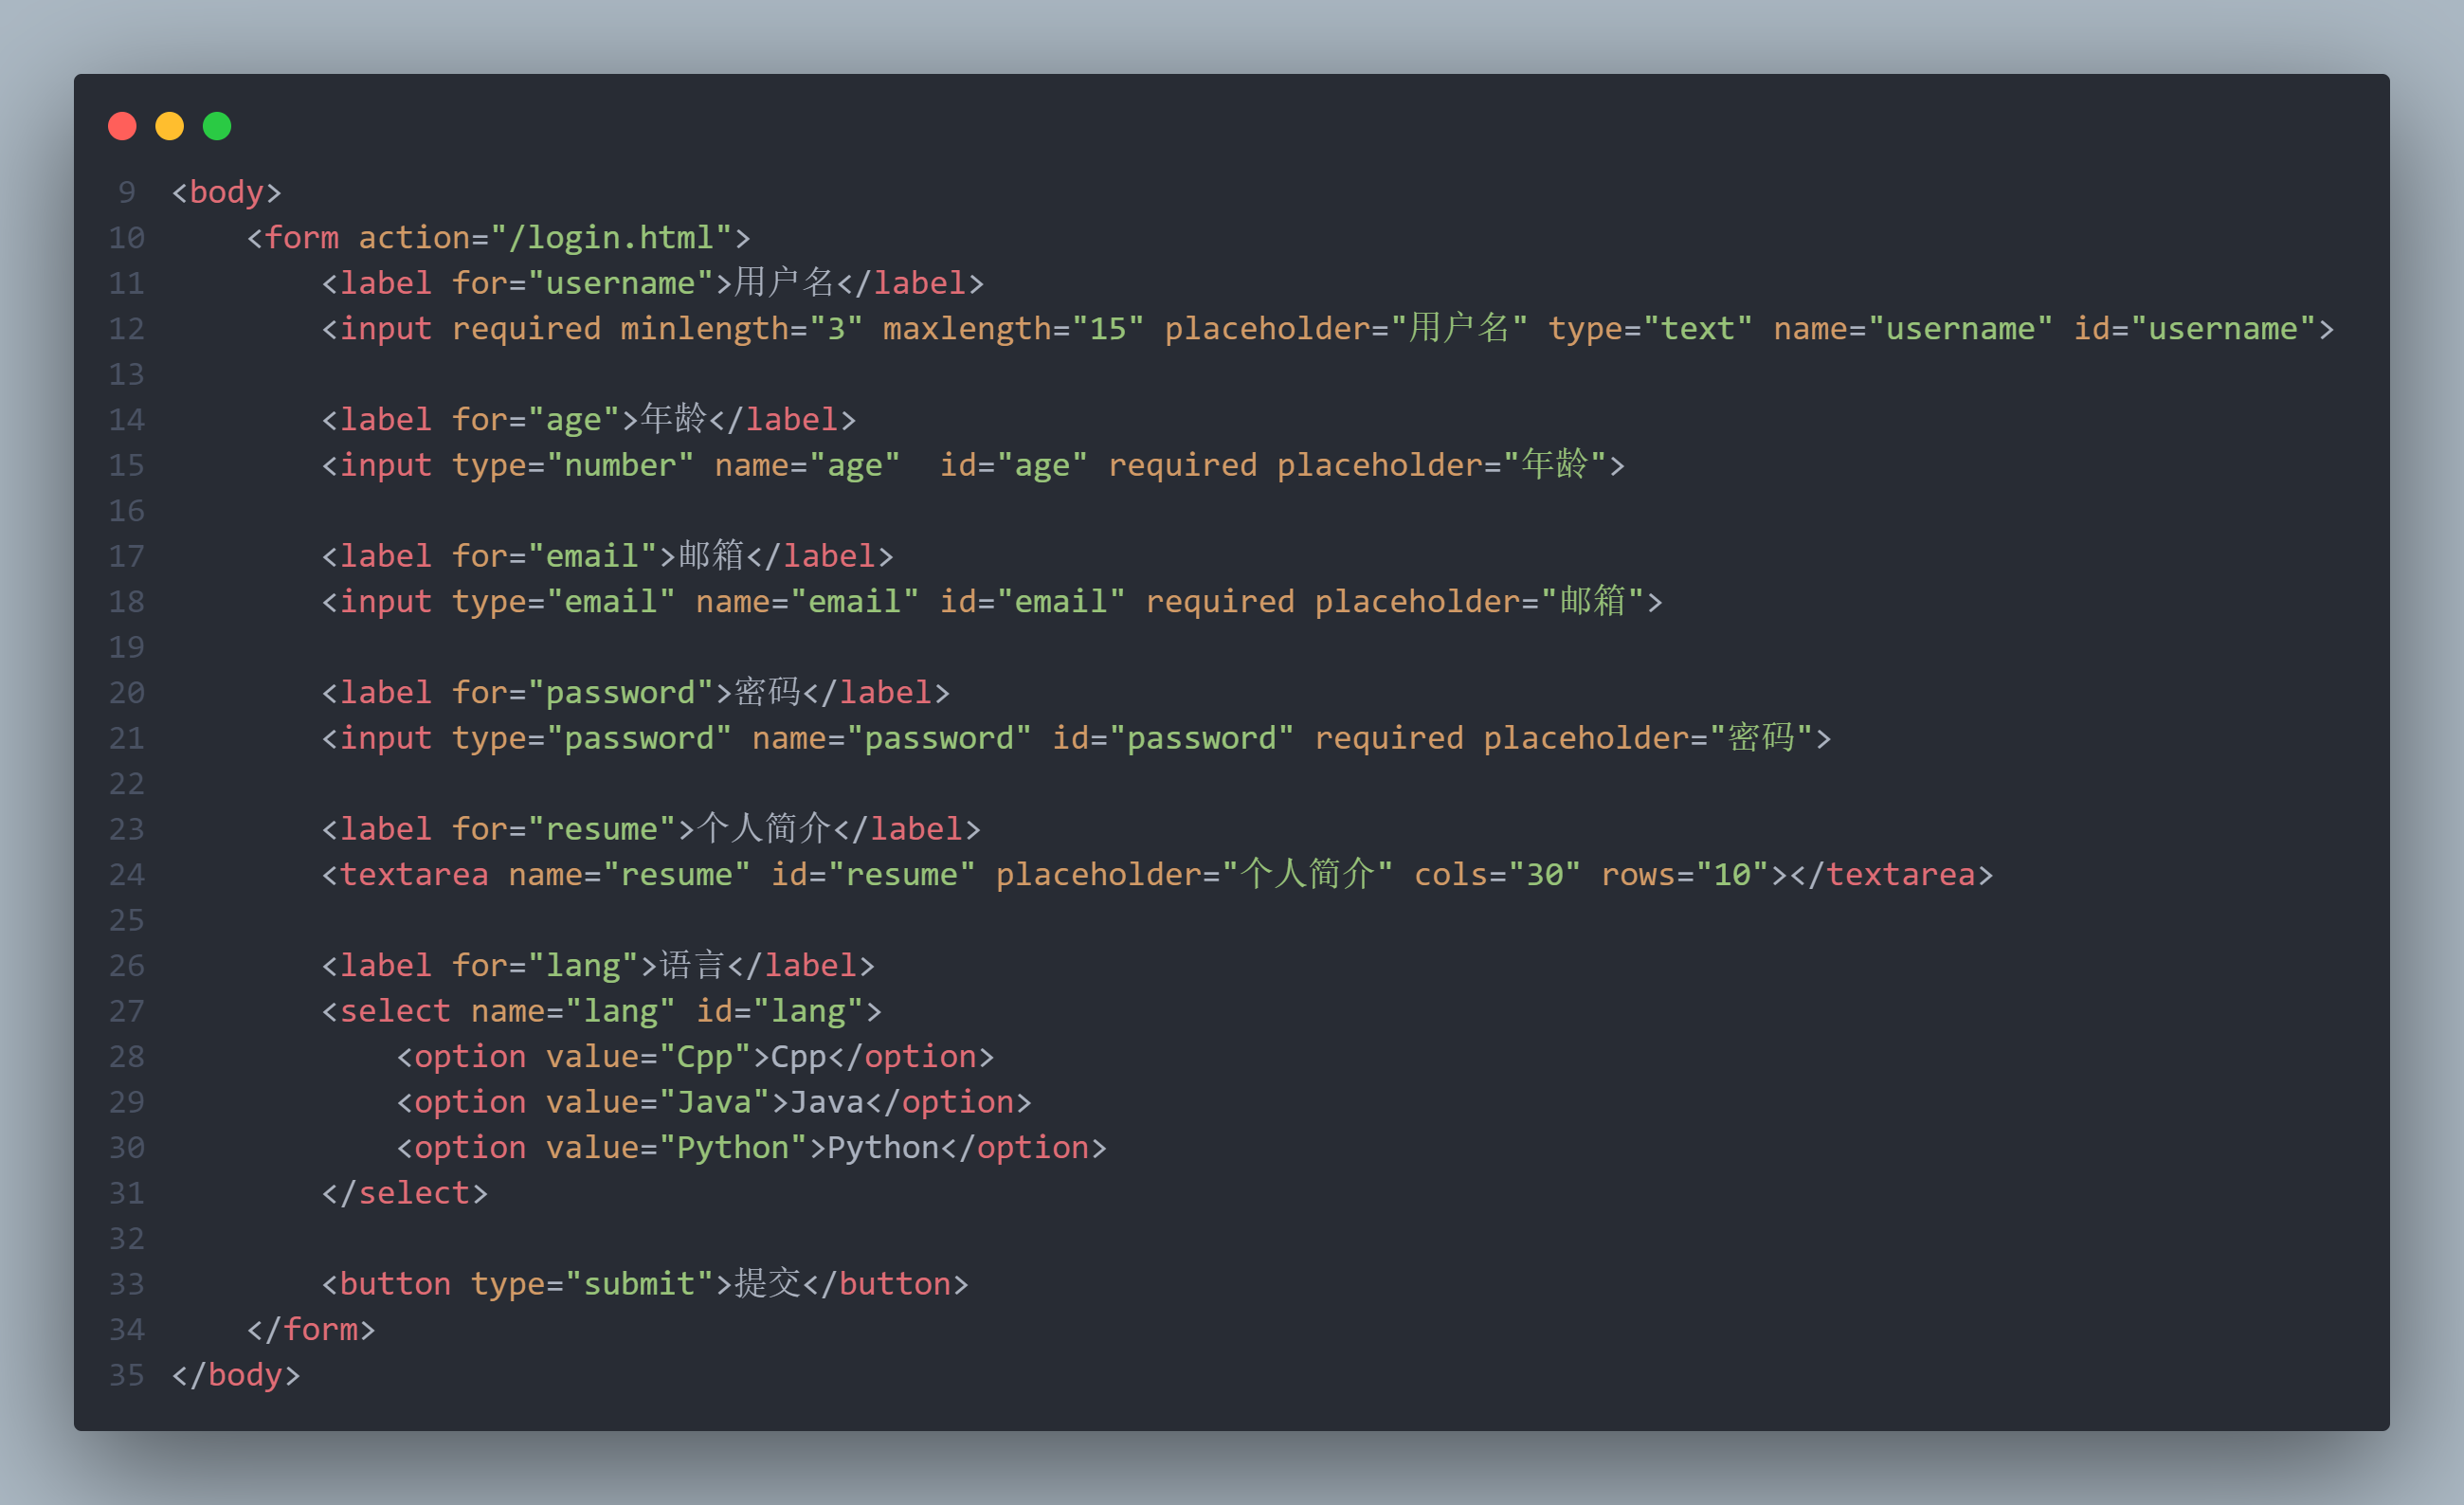 9 <body>
10     <form action="/login.html">
11         <label for="username">用户名</label>
12         <input required minlength="3" maxlength="15" placeholder="用户名" type="text" name="username" id="username">
13
14         <label for="age">年龄</label>
15         <input type="number" name="age"  id="age" required placeholder="年龄">
16
17         <label for="email">邮箱</label>
18         <input type="email" name="email" id="email" required placeholder="邮箱">
19
20         <label for="password">密码</label>
21         <input type="password" name="password" id="password" required placeholder="密码">
22
23         <label for="resume">个人简介</label>
24         <textarea name="resume" id="resume" placeholder="个人简介" cols="30" rows="10"></textarea>
25
26         <label for="lang">语言</label>
27         <select name="lang" id="lang">
28             <option value="Cpp">Cpp</option>
29             <option value="Java">Java</option>
30             <option value="Python">Python</option>
31         </select>
32
33         <button type="submit">提交</button>
34     </form>
35 </body>